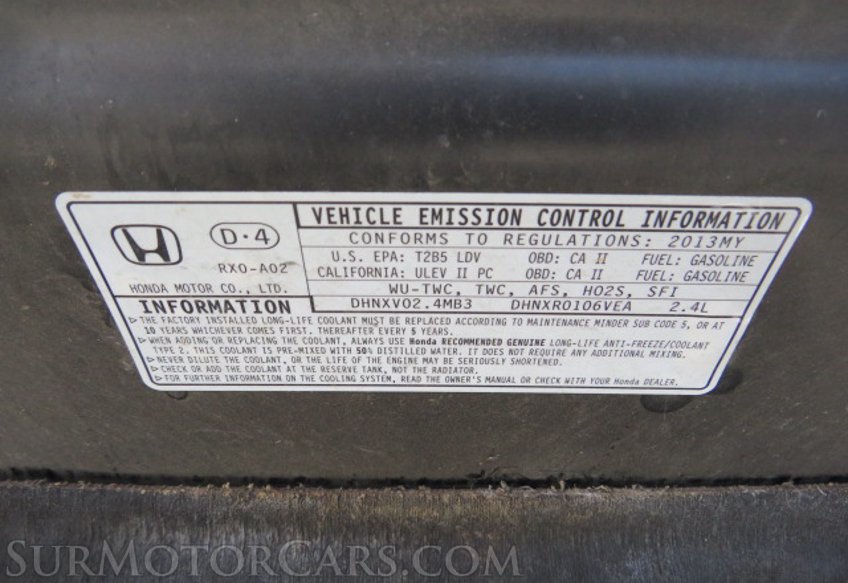 VEHICLE EMISSION CONTROL INFORMATION
D·4
CONFORMS TO REGULATIONS: 2013MY
RX0-A02
U.S. EPA: T2B5 LDV OBD: CA II FUEL: GASOLINE
CALIFORNIA: ULEV II PC OBD: CA II FUEL: GASOLINE
HONDA MOTOR CO., LTD.
WU-TWC, TWC, AFS, HO2S, SFI
INFORMATION
DHNXV02.4MB3 DHNXR0106VEA 2.4L
▷THE FACTORY INSTALLED LONG-LIFE COOLANT MUST BE REPLACED ACCORDING TO MAINTENANCE MINDER SUB CODE 5, OR AT
10 YEARS WHICHEVER COMES FIRST. THEREAFTER EVERY 5 YEARS.
▷WHEN ADDING OR REPLACING THE COOLANT, ALWAYS USE Honda RECOMMENDED GENUINE LONG-LIFE ANTI-FREEZE/COOLANT
TYPE 2. THIS COOLANT IS PRE-MIXED WITH 50% DISTILLED WATER. IT DOES NOT REQUIRE ANY ADDITIONAL MIXING.
▷NEVER DILUTE THE COOLANT, OR THE LIFE OF THE ENGINE MAY BE SERIOUSLY SHORTENED.
▷CHECK OR ADD THE COOLANT AT THE RESERVE TANK, NOT THE RADIATOR.
▷FOR FURTHER INFORMATION ON THE COOLING SYSTEM, READ THE OWNER'S MANUAL OR CHECK WITH YOUR Honda DEALER.
SURMOTORCARS.COM